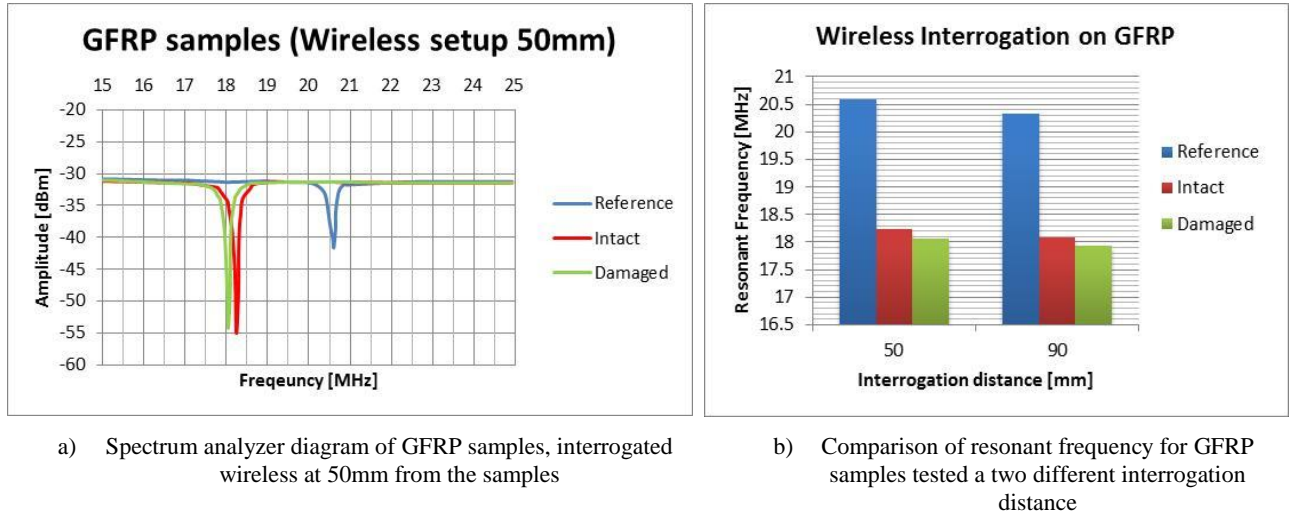 GFRP samples (Wireless setup 50mm)
15 16 17 18 19 20 21 22 23 24 25
-20
-25
-30
-35
-40
-45
-50
-55
-60
Amplitude [dBm]
Freqeuncy [MHz]
Reference
Intact
Damaged
a) Spectrum analyzer diagram of GFRP samples, interrogated
wireless at 50mm from the samples
Wireless Interrogation on GFRP
21
20.5
20
19.5
19
18.5
18
17.5
17
16.5
Resonant Frequency [MHz]
50 90
Interrogation distance [mm]
Reference
Intact
Damaged
b) Comparison of resonant frequency for GFRP
samples tested a two different interrogation
distance